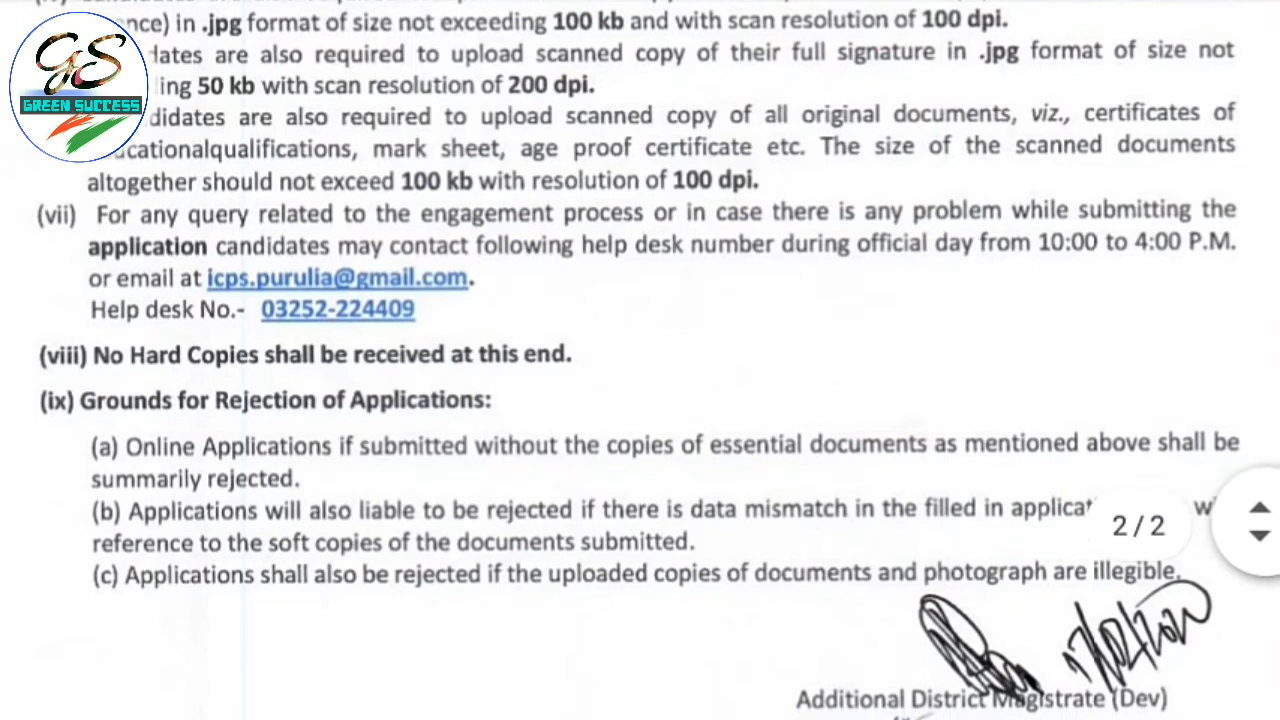 nce) in .jpg format of size not exceeding 100 kb and with scan resolution of 100 dpi.
dates are also required to upload scanned copy of their full signature in .jpg format of size not
ing 50 kb with scan resolution of 200 dpi.
didates are also required to upload scanned copy of all original documents, viz., certificates of
ucationalqualifications, mark sheet, age proof certificate etc. The size of the scanned documents
altogether should not exceed 100 kb with resolution of 100 dpi.
(vii) For any query related to the engagement process or in case there is any problem while submitting the
application candidates may contact following help desk number during official day from 10:00 to 4:00 P.M.
or email at icps.purulia@gmail.com.
Help desk No.- 03252-224409
(viii) No Hard Copies shall be received at this end.
(ix) Grounds for Rejection of Applications:
(a) Online Applications if submitted without the copies of essential documents as mentioned above shall be
summarily rejected.
(b) Applications will also liable to be rejected if there is data mismatch in the filled in applicat
reference to the soft copies of the documents submitted.
(c) Applications shall also be rejected if the uploaded copies of documents and photograph are illegible.
Additional District Magistrate (Dev)
GS
GREEN SUCCESS
2 / 2